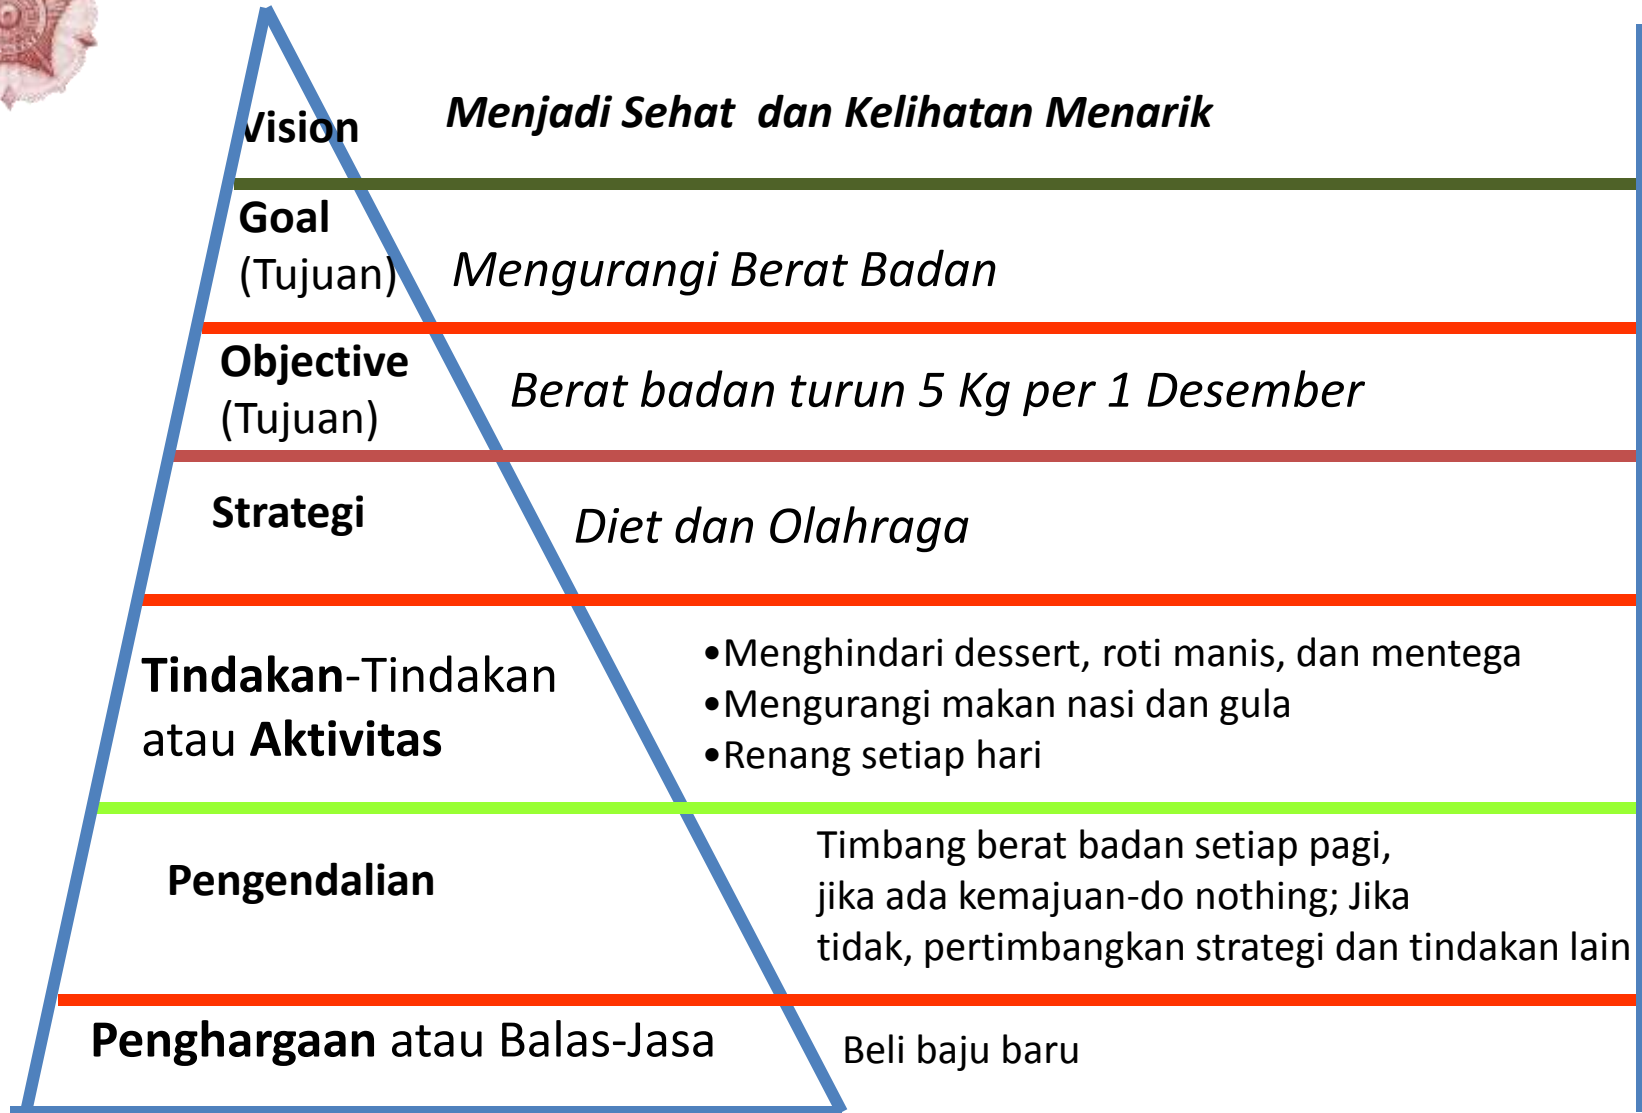 Vision
Menjadi Sehat dan Kelihatan Menarik
Goal
(Tujuan)
Mengurangi Berat Badan
Objective
(Tujuan)
Berat badan turun 5 Kg per 1 Desember
Strategi
Diet dan Olahraga
Tindakan-Tindakan
atau Aktivitas
•Menghindari dessert, roti manis, dan mentega
•Mengurangi makan nasi dan gula
•Renang setiap hari
Pengendalian
Timbang berat badan setiap pagi,
jika ada kemajuan-do nothing; Jika
tidak, pertimbangkan strategi dan tindakan lain
Penghargaan atau Balas-Jasa
Beli baju baru